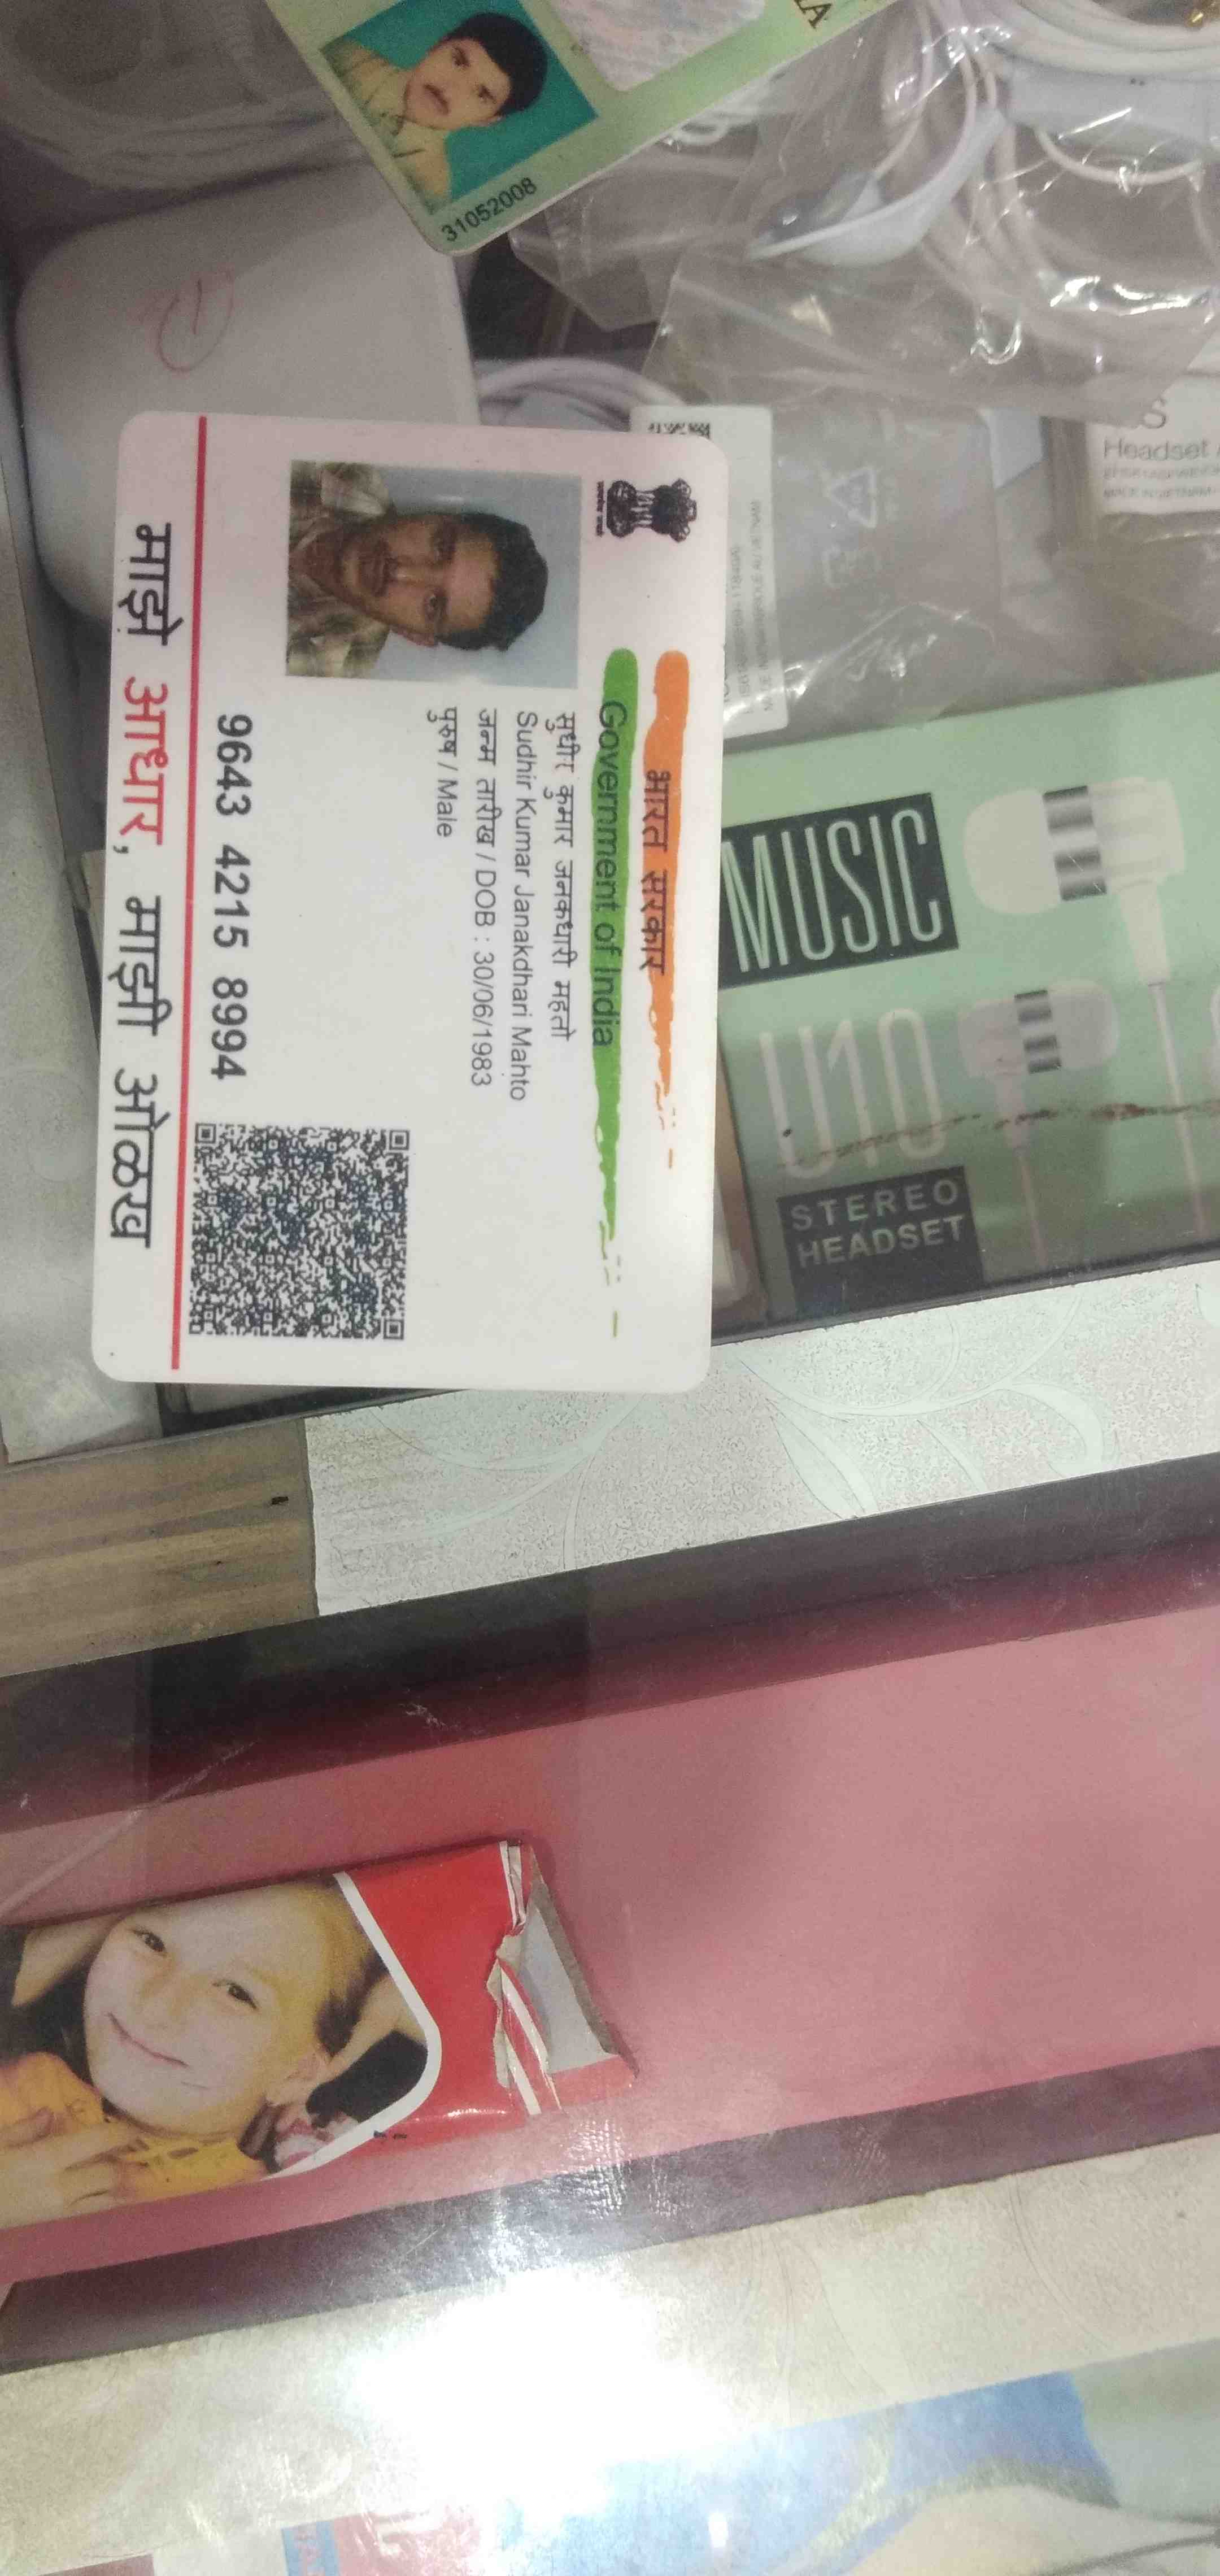 31052008
भारत सरकार
Government of India
सुधीर कुमार जनकधारी महतो
Sudhir Kumar Janakdhari Mahto
जन्म तारीख / DOB : 30/06/1983
पुरुष / Male
9643 4215 8994
माझे आधार, माझी ओळख
Headset
MUSIC
U10
STEREO
HEADSET